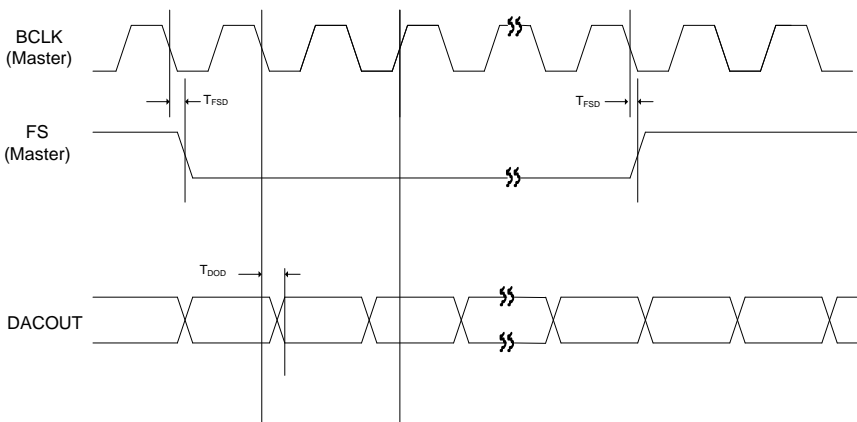 BCLK
(Master)
TFSD
TFSD
FS
(Master)
TDOD
DACOUT